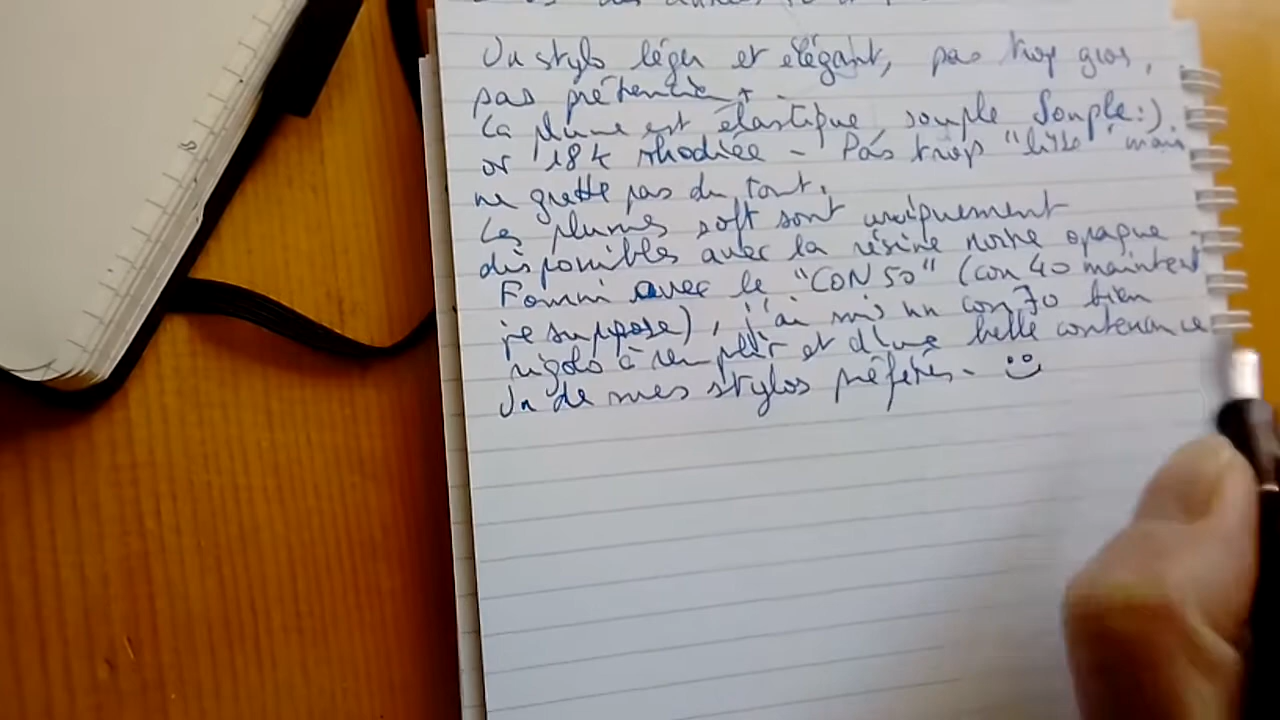 Un stylo léger et élégant, pas trop gros,
pas prétentieux.
La plume est élastique, souple souple :)
or 18k rhodiée - Pas trop "lisse" mais
ne gratte pas du tout.
Les plumes soft sont uniquement
disponibles avec la résine noire opaque -
Fourni avec le "CON 50" (con 40 maintenant
je suppose), j'ai mis un con 70 bien
rigolo à remplir et d'une belle contenance
Un de mes stylos préférés -